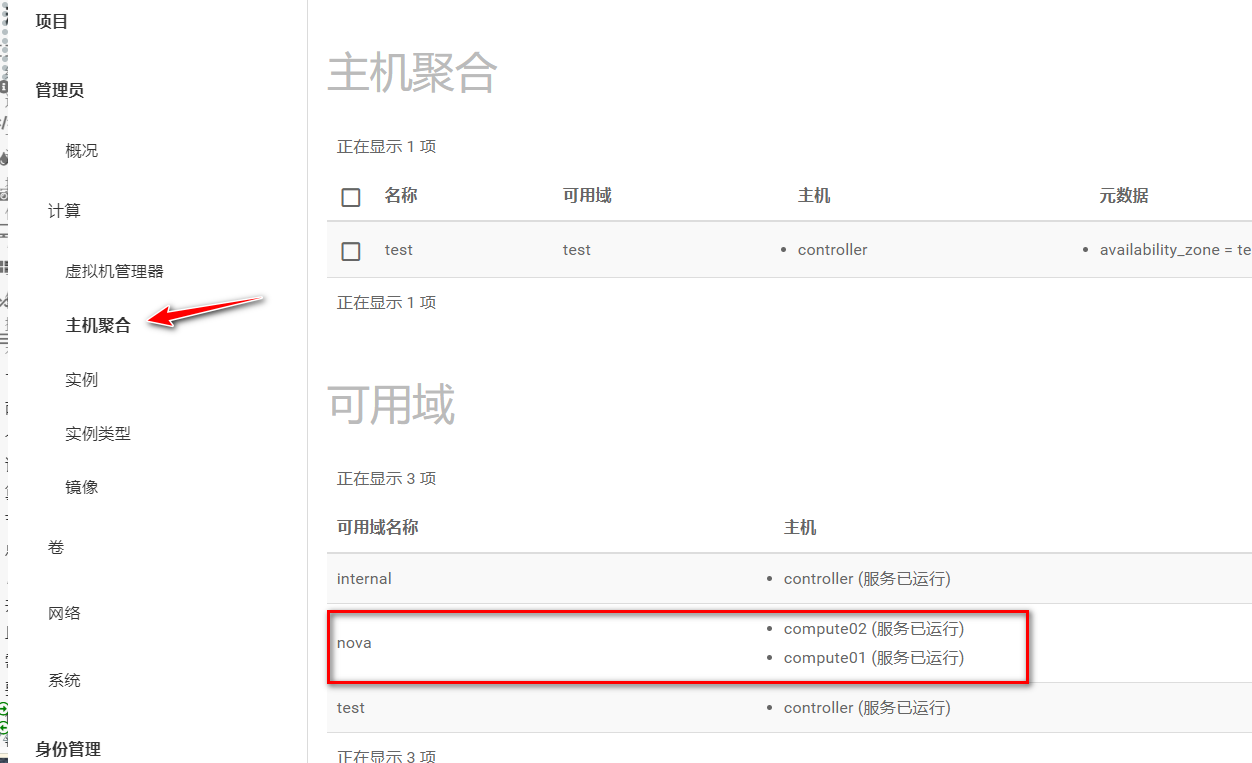 项目
管理员
概况
计算
虚拟机管理器
主机聚合
实例
实例类型
镜像
卷
网络
系统
身份管理
主机聚合
正在显示 1 项
名称 可用域 主机 元数据
test test • controller • availability_zone = te
正在显示 1 项
可用域
正在显示 3 项
可用域名称 主机
internal • controller (服务已运行)
nova • compute02 (服务已运行)
• compute01 (服务已运行)
test • controller (服务已运行)
正在显示 3 项